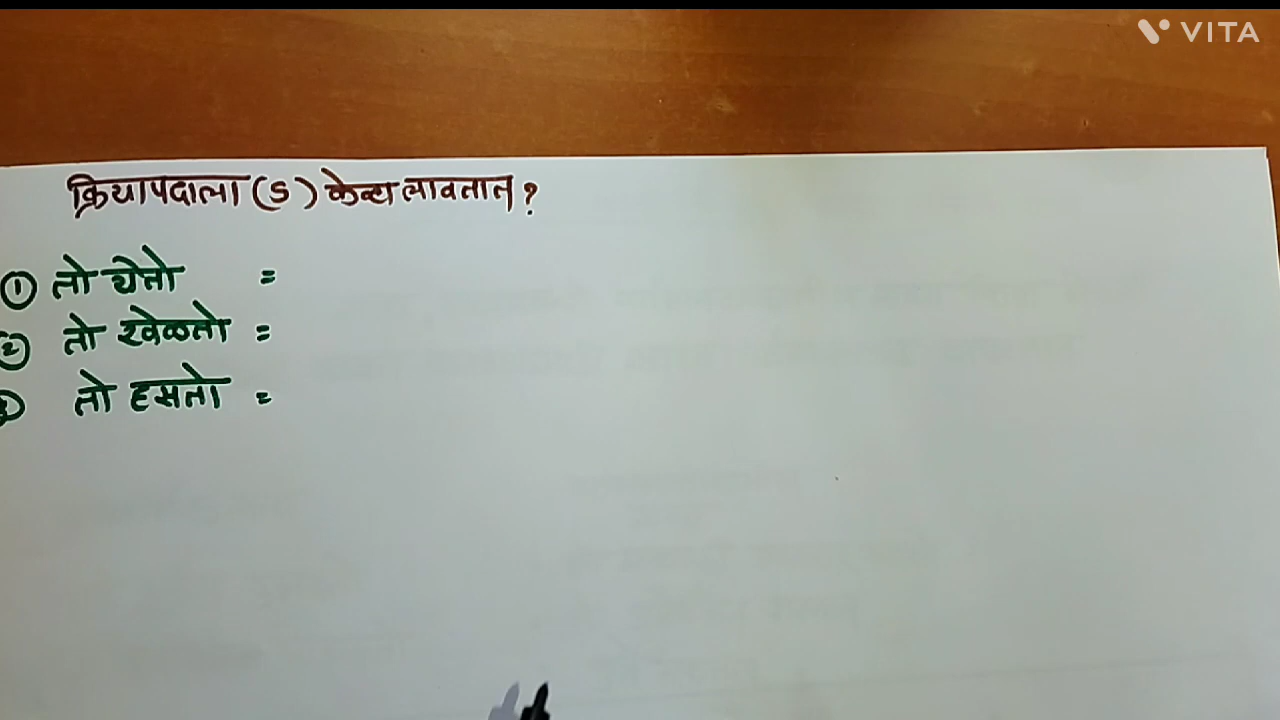 VITA
क्रियापदाला (S) केव्हा लावतात?
① तो येतो =
② तो खेळतो =
③ तो हसतो =